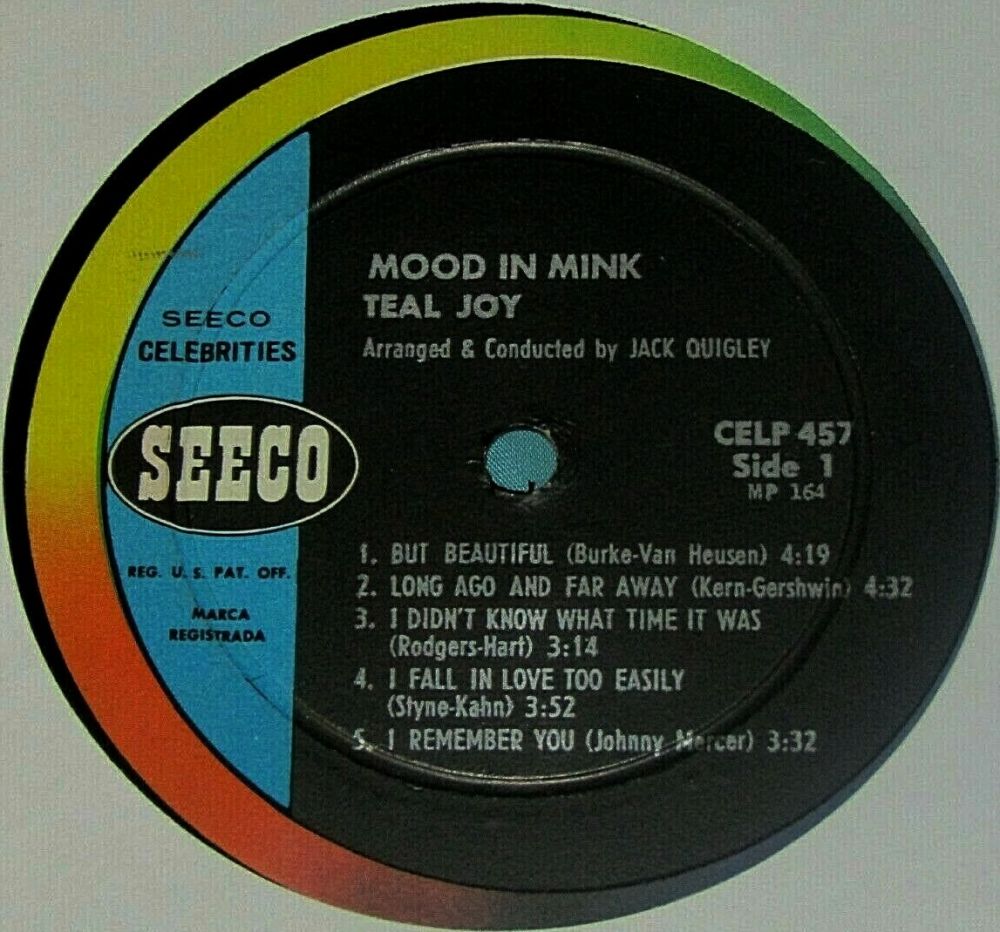 MOOD IN MINK
TEAL JOY
Arranged & Conducted by JACK QUIGLEY
SEECO
CELEBRITIES
SEECO
REG. U. S. PAT. OFF.
MARCA
REGISTRADA
CELP 457
Side 1
MP 164
1. BUT BEAUTIFUL (Burke-Van Heusen) 4:19
2. LONG AGO AND FAR AWAY (Kern-Gershwin) 4:32
3. I DIDN'T KNOW WHAT TIME IT WAS
(Rodgers-Hart) 3:14
4. I FALL IN LOVE TOO EASILY
(Styne-Kahn) 3:52
5. I REMEMBER YOU (Johnny Mercer) 3:32